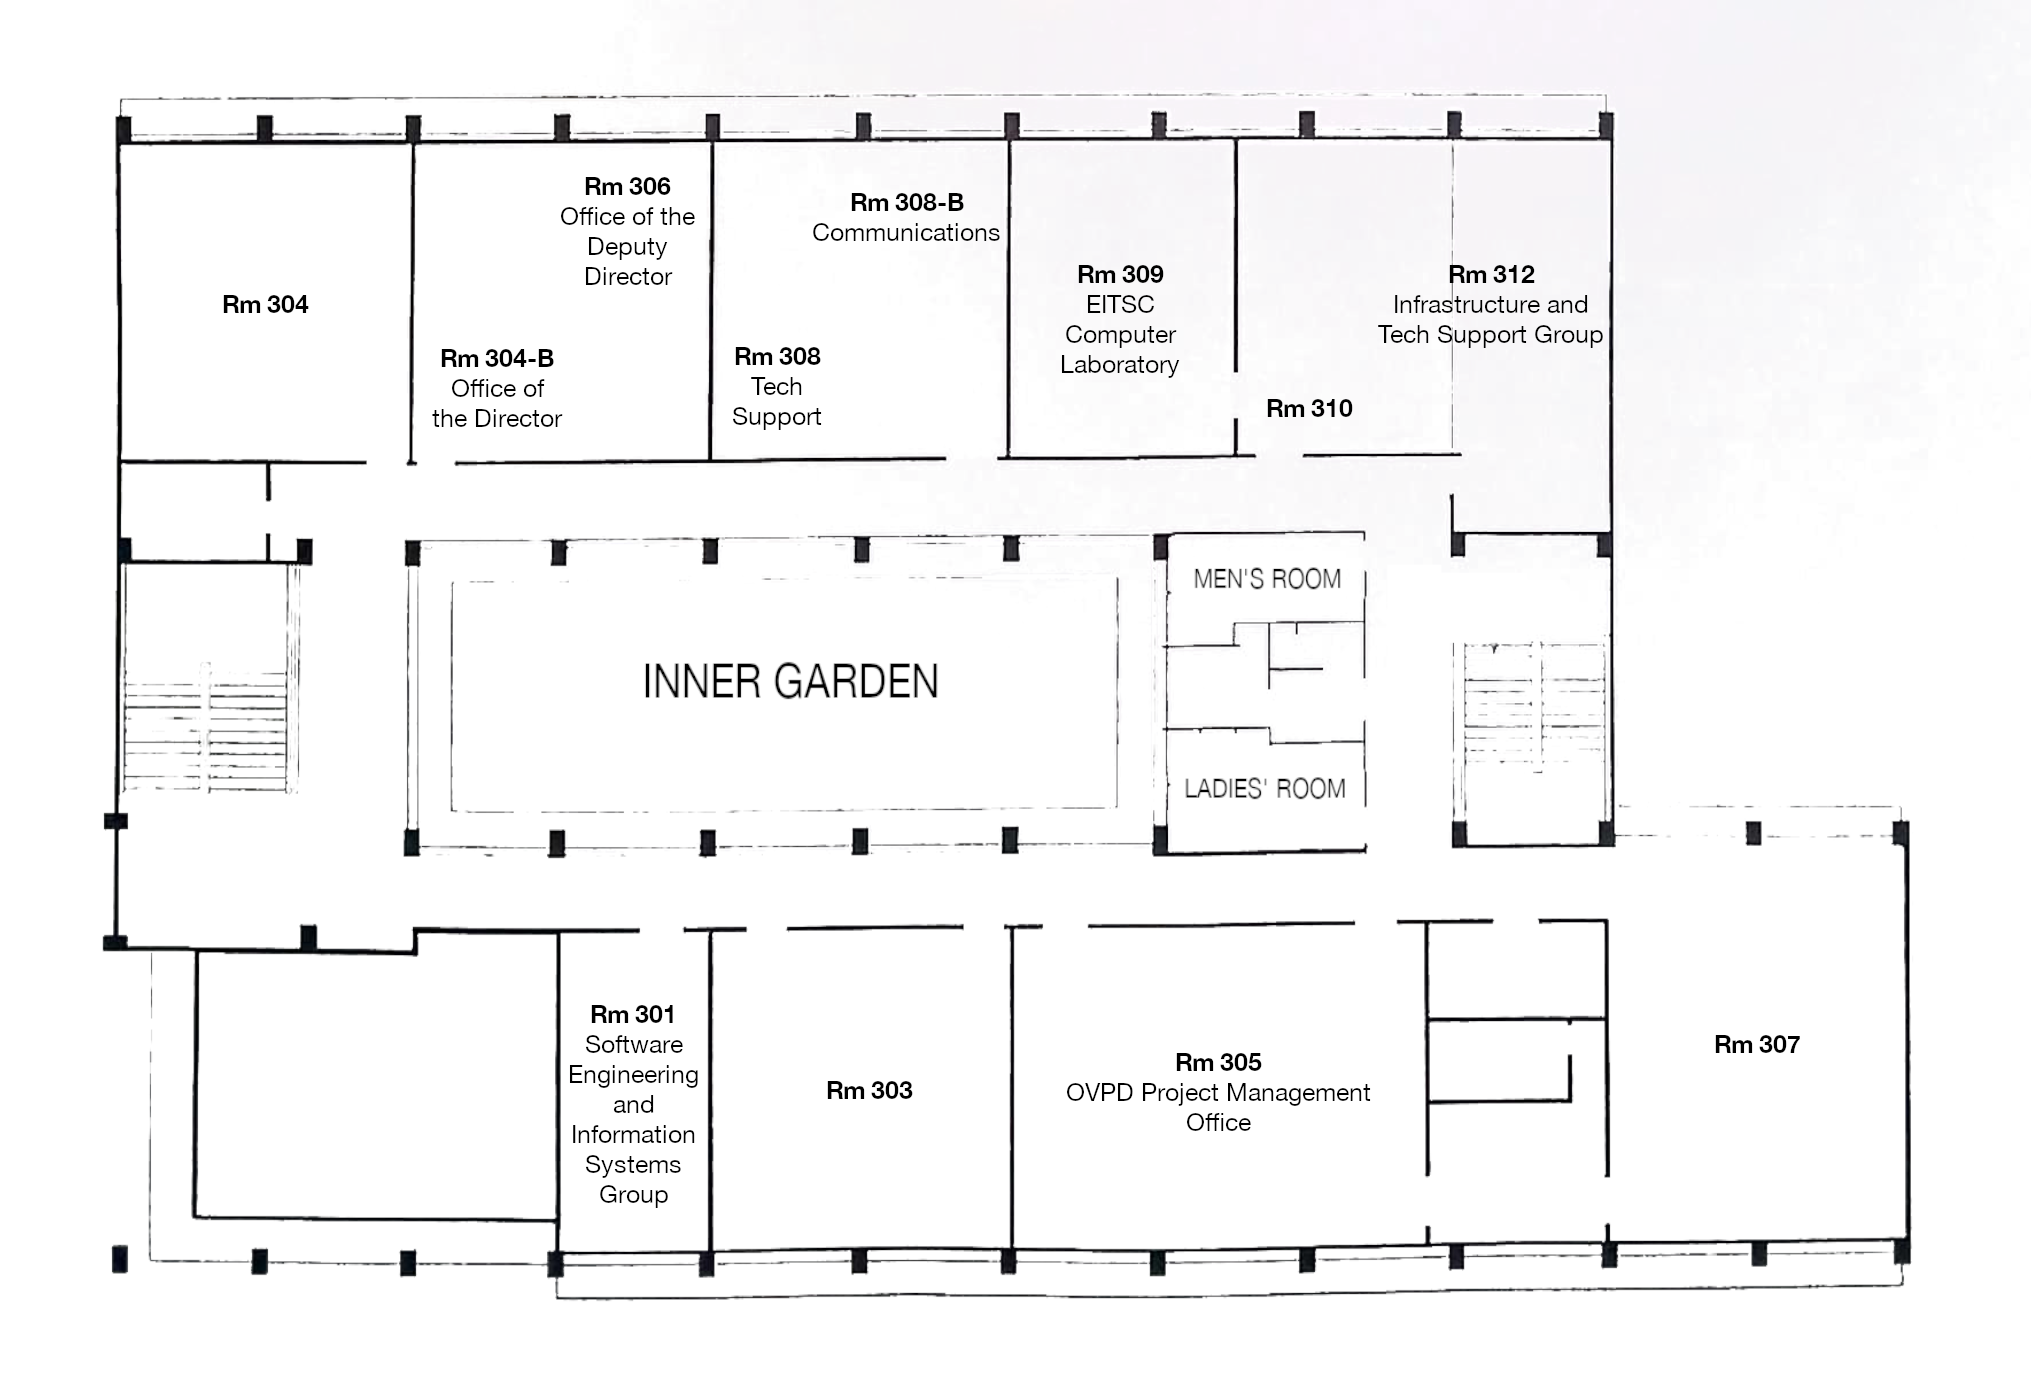 Rm 304
Rm 304-B
Office of
the Director
Rm 306
Office of the
Deputy
Director
Rm 308
Tech
Support
Rm 308-B
Communications
Rm 309
EITSC
Computer
Laboratory
Rm 310
Rm 312
Infrastructure and
Tech Support Group
MEN'S ROOM
INNER GARDEN
LADIES' ROOM
Rm 301
Software
Engineering
and
Information
Systems
Group
Rm 303
Rm 305
OVPD Project Management
Office
Rm 307